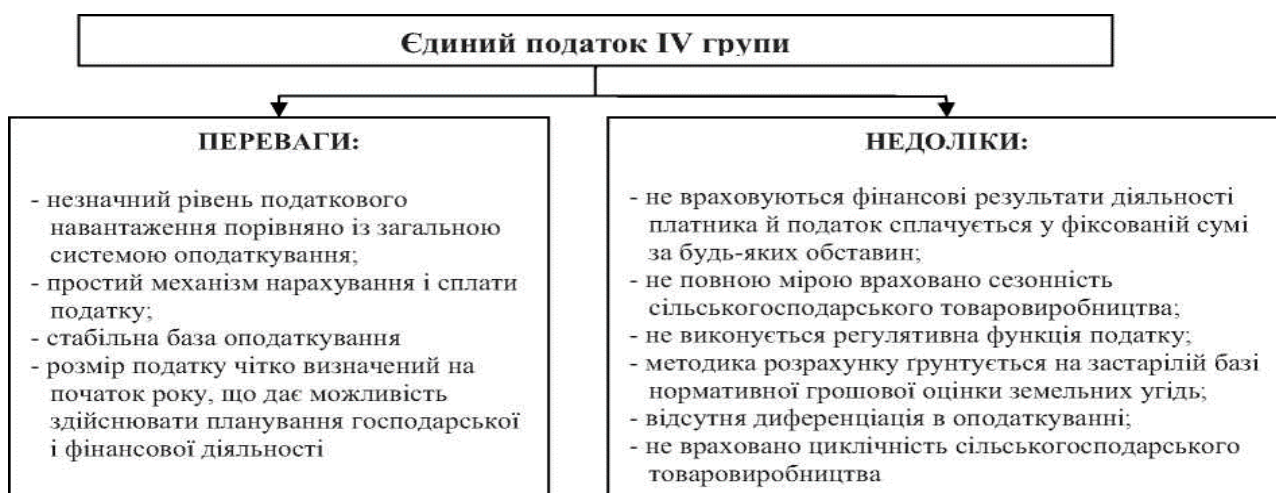 Єдиний податок IV групи
ПЕРЕВАГИ:
- незначний рівень податкового
навантаження порівняно із загальною
системою оподаткування;
- простий механізм нарахування і сплати
податку;
- стабільна база оподаткування
- розмір податку чітко визначений на
початок року, що дає можливість
здійснювати планування господарської
і фінансової діяльності
НЕДОЛІКИ:
- не враховуються фінансові результати діяльності
платника й податок сплачується у фіксованій сумі
за будь-яких обставин;
- не повною мірою враховано сезонність
сільськогосподарського товаровиробництва;
- не виконується регулятивна функція податку;
- методика розрахунку ґрунтується на застарілій базі
нормативної грошової оцінки земельних угідь;
- відсутня диференціація в оподаткуванні;
- не враховано циклічність сільськогосподарського
товаровиробництва